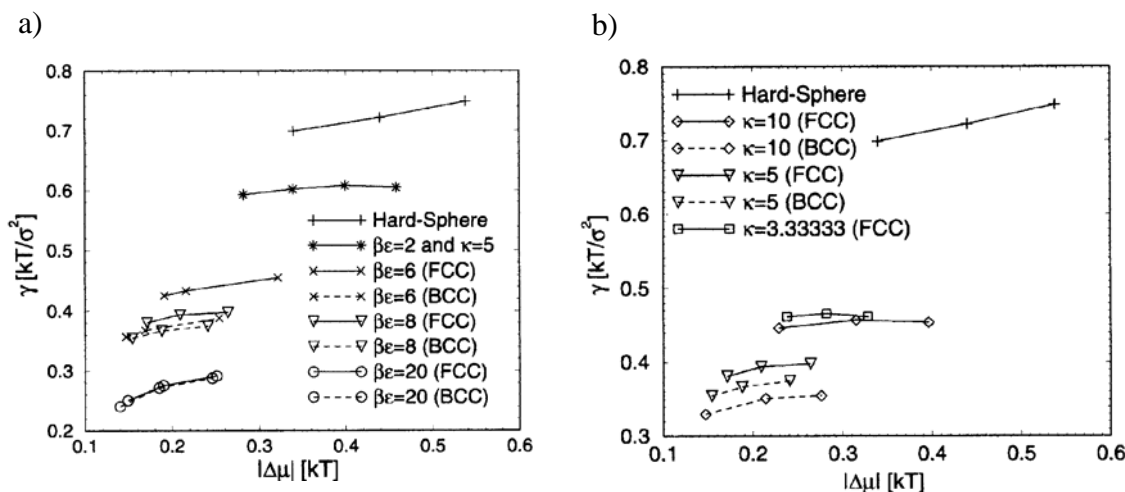 a)
0.8
0.7
0.6
0.5
0.4
0.3
0.2
γ [kT/σ²]
Hard-Sphere
βε=2 and κ=5
βε=6 (FCC)
βε=6 (BCC)
βε=8 (FCC)
βε=8 (BCC)
βε=20 (FCC)
βε=20 (BCC)
0.1 0.2 0.3 0.4 0.5 0.6
|Δμ| [kT]
b)
0.8
0.7
0.6
0.5
0.4
0.3
γ [kT/σ²]
Hard-Sphere
κ=10 (FCC)
κ=10 (BCC)
κ=5 (FCC)
κ=5 (BCC)
κ=3.33333 (FCC)
0.1 0.2 0.3 0.4 0.5 0.6
|Δμ| [kT]